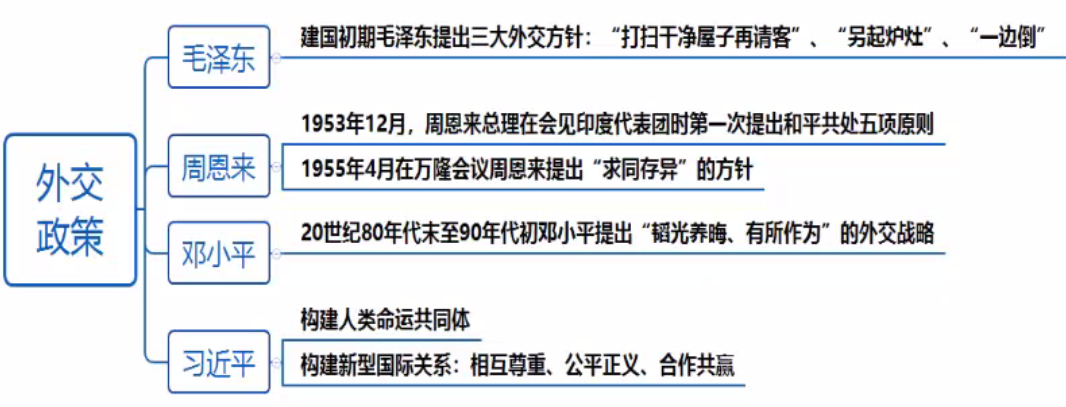 外交
政策
毛泽东
建国初期毛泽东提出三大外交方针：“打扫干净屋子再请客”、“另起炉灶”、“一边倒”
周恩来
1953年12月，周恩来总理在会见印度代表团时第一次提出和平共处五项原则
1955年4月在万隆会议周恩来提出“求同存异”的方针
邓小平
20世纪80年代末至90年代初邓小平提出“韬光养晦、有所作为”的外交战略
习近平
构建人类命运共同体
构建新型国际关系：相互尊重、公平正义、合作共赢